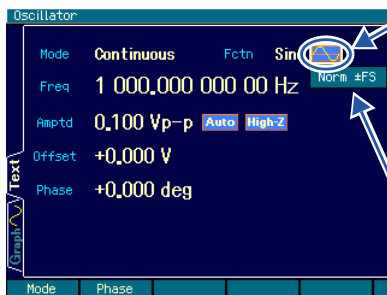 Oscillator
Mode Continuous Fctn Sin
Norm ±FS
Freq 1 000.000 000 00 Hz
Amptd 0.100 Vp-p Auto High-Z
Offset +0.000 V
Phase +0.000 deg
Text
Graph
Mode Phase